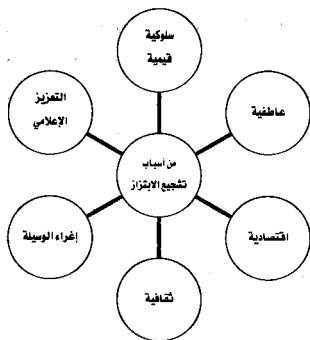 سلوكية
قيمية
عاطفية
التعزيز
الإعلامي
من أسباب
تشجيع الابتزاز
اقتصادية
إغراء الوسيلة
ثقافية